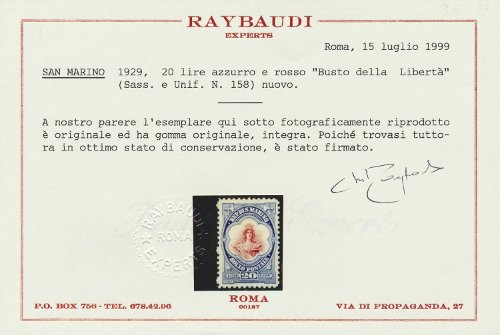 RAYBAUDI
EXPERTS
Roma, 15 luglio 1999
SAN MARINO 1929, 20 lire azzurro e rosso "Busto della Libertà"
(Sass. e Unif. N. 158) nuovo.
A nostro parere l'esemplare qui sotto fotograficamente riprodotto
è originale ed ha gomma originale, integra. Poiché trovasi tutto-
ra in ottimo stato di conservazione, è stato firmato.
RAYBAUDI
ROMA
EXPERTS
20
ROMA
00187
P.O. BOX 756 - TEL. 678.42.96
VIA DI PROPAGANDA, 27